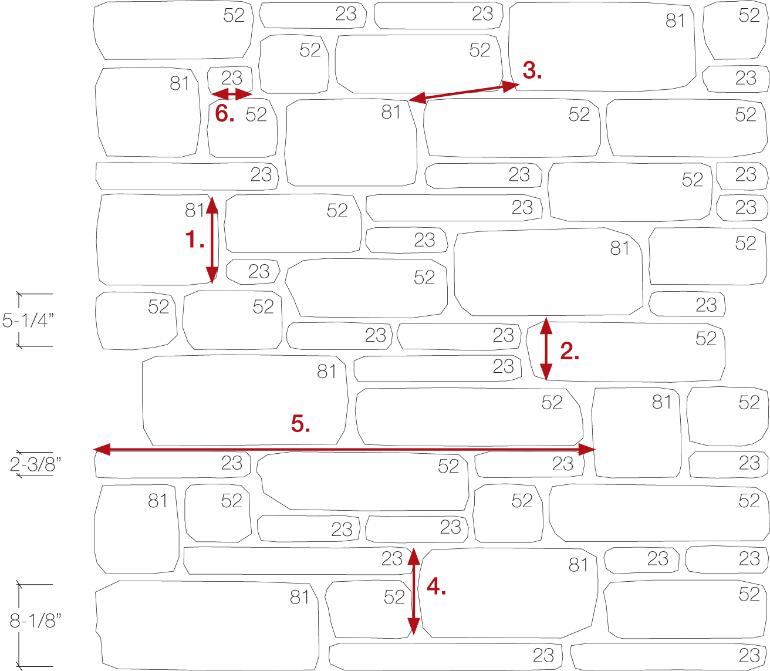 52 23 23 81 52
52 52 3.
81 23 23
6. 52 81 52 52
23 23 52 23
81 52 23 23
1. 23 81 52
23 52
5-1/4” 52 52 23
23 23 2. 52
81 23
5. 52 81 52
2-3/8” 23 52 23 23
81 52 52 52
23 23
23 4. 81 23 23
8-1/8” 81 52 52
23 23